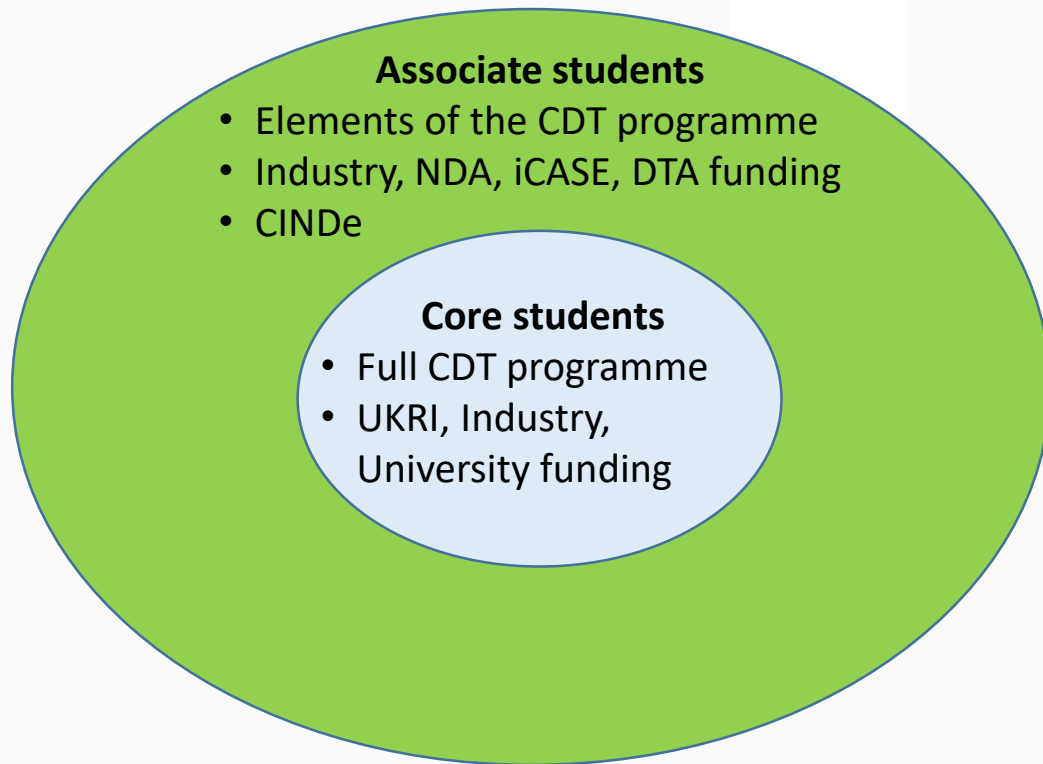 Associate students
• Elements of the CDT programme
• Industry, NDA, iCASE, DTA funding
• CINDe
Core students
• Full CDT programme
• UKRI, Industry,
University funding